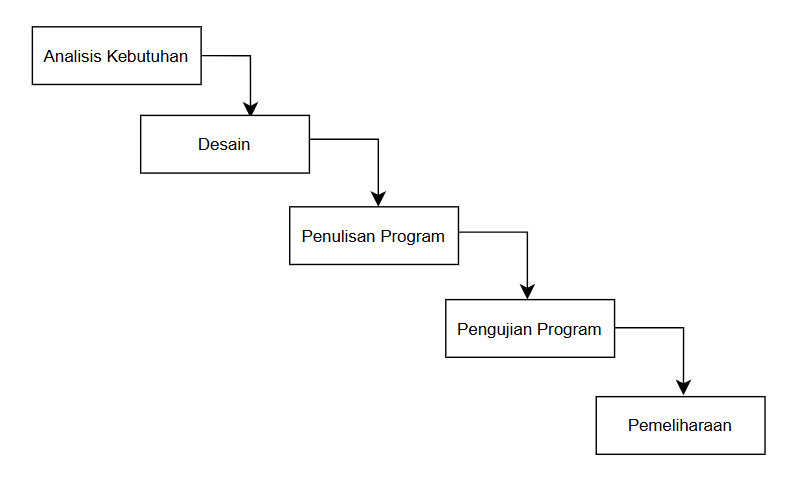 Analisis Kebutuhan
Desain
Penulisan Program
Pengujian Program
Pemeliharaan